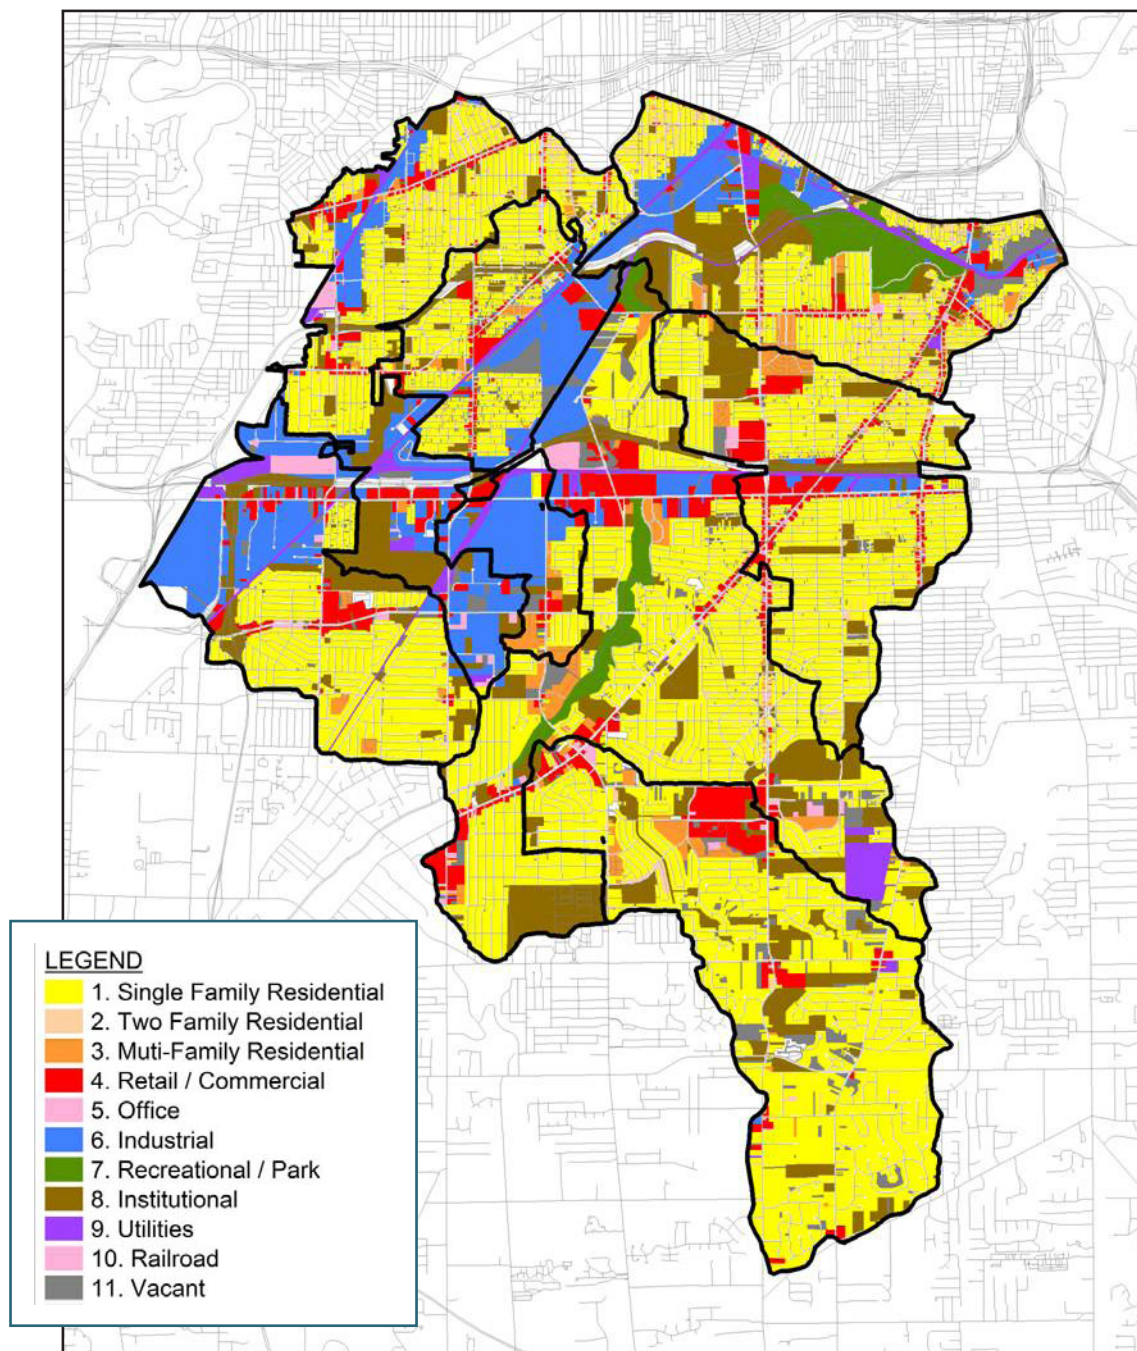 LEGEND
1. Single Family Residential
2. Two Family Residential
3. Muti-Family Residential
4. Retail / Commercial
5. Office
6. Industrial
7. Recreational / Park
8. Institutional
9. Utilities
10. Railroad
11. Vacant